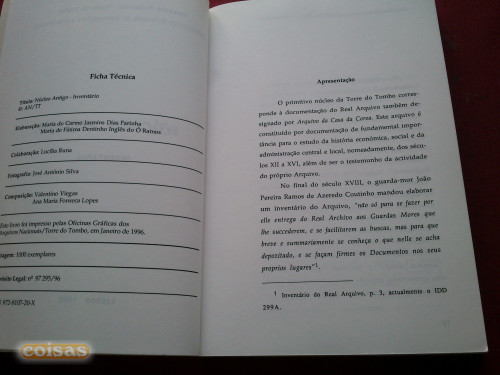 Ficha Técnica
Título: Núcleo Antigo - Inventário
© AN/TT
Elaboração: Maria do Carmo Jasmins Dias Farinha
Maria de Fátima Dentinho Inglês do Ó Ramos
Colaboração: Lucília Runa
Fotografia: José António Silva
Composição: Valentino Viegas
Ana Maria Fonseca Lopes
Este livro foi impresso pelas Oficinas Gráficas dos
Arquivos Nacionais/Torre do Tombo, em Janeiro de 1996.
Tiragem: 1000 exemplares
Depósito Legal: nº 97 295/96
972-8107-20-X
Apresentação
O primitivo núcleo da Torre do Tombo corres-
ponde à documentação do Real Arquivo também de-
signado por Arquivo da Casa da Coroa. Este arquivo é
constituído por documentação de fundamental impor-
tância para o estudo da história económica, social e da
administração central e local, nomeadamente, dos sécu-
los XII a XVI, além de ser o testemunho da actividade
do próprio Arquivo.
No final do século XVIII, o guarda-mor João
Pereira Ramos de Azeredo Coutinho mandou elaborar
um inventário do Arquivo, "não só para se fazer por
elle entrega do Real Archivo aos Guardas Mores que
lhe succederem, e se facilitarem as buscas, mas para que
breve e summariamente se conheça o que nelle se acha
depozitado, e se façam firmes os Documentos nos seus
proprios lugares"¹.
¹ Inventário do Real Arquivo, p. 3, actualmente o IDD
299A.
coisas